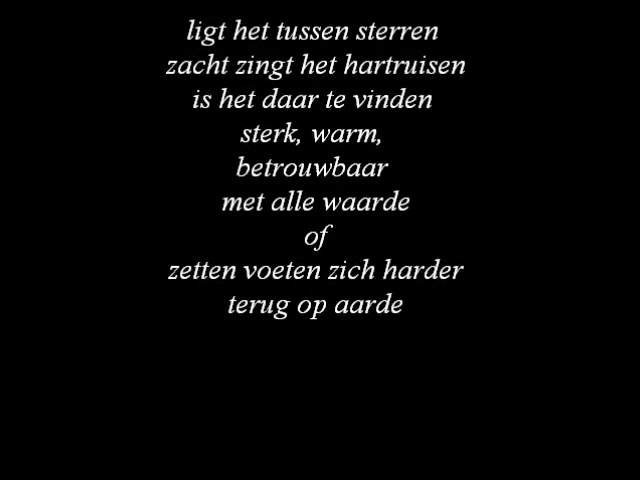 ligt het tussen sterren
zacht zingt het hartruisen
is het daar te vinden
sterk, warm,
betrouwbaar
met alle waarde
of
zetten voeten zich harder
terug op aarde